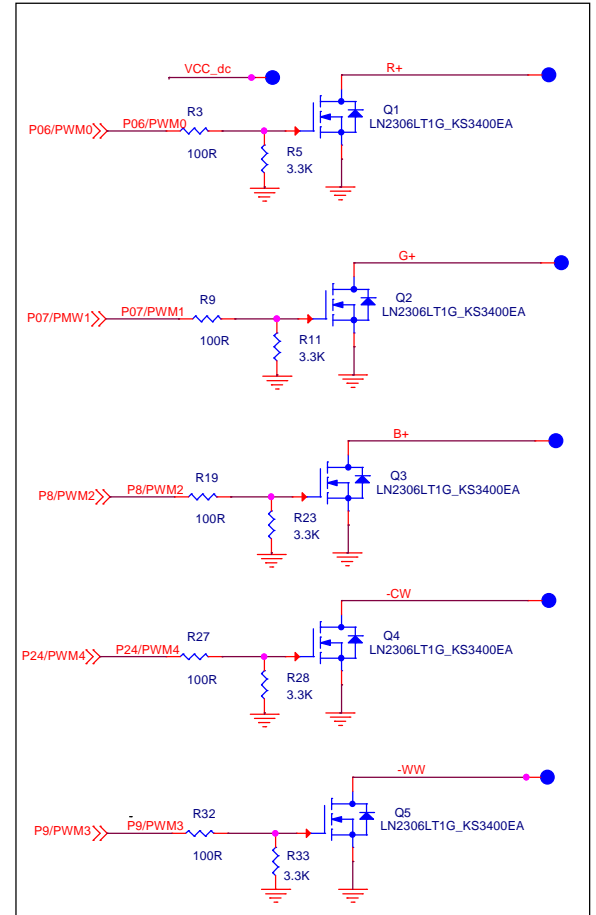 VCC_dc
R+
P06/PWM0
P06/PWM0
R3
100R
R5
3.3K
Q1
LN2306LT1G_KS3400EA
G+
P07/PMW1
P07/PWM1
R9
100R
R11
3.3K
Q2
LN2306LT1G_KS3400EA
B+
P8/PWM2
P8/PWM2
R19
100R
R23
3.3K
Q3
LN2306LT1G_KS3400EA
-CW
P24/PWM4
P24/PWM4
R27
100R
R28
3.3K
Q4
LN2306LT1G_KS3400EA
-WW
P9/PWM3
P9/PWM3
R32
100R
R33
3.3K
Q5
LN2306LT1G_KS3400EA